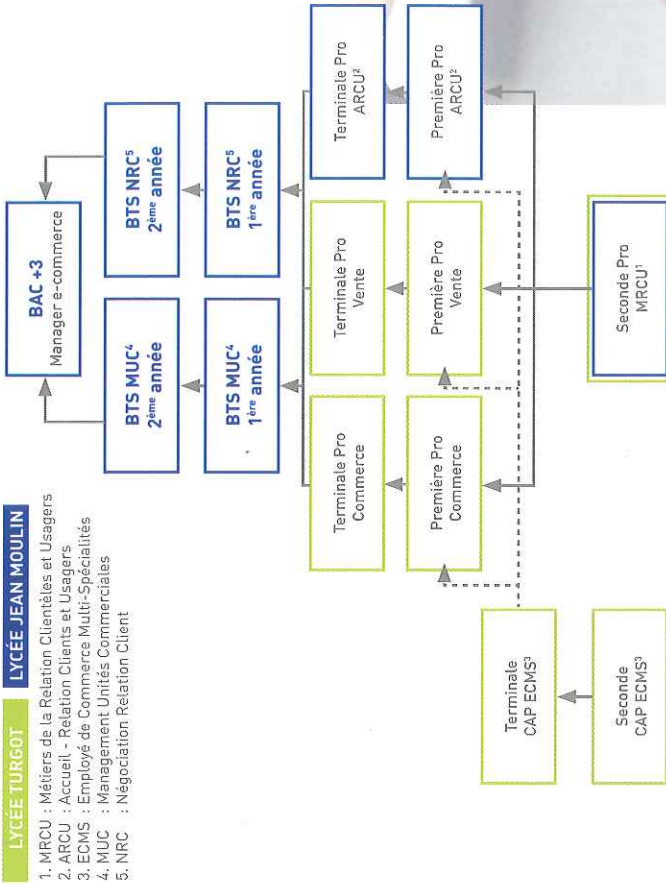 LYCÉE TURGOT
LYCÉE JEAN MOULIN
1. MRCU : Métiers de la Relation Clientèles et Usagers
2. ARCU : Accueil - Relation Clients et Usagers
3. ECMS : Employé de Commerce Multi-Spécialités
4. MUC : Management Unités Commerciales
5. NRC : Négociation Relation Client
BAC +3
Manager e-commerce
BTS MUC⁴
2ème année
BTS NRC⁵
2ème année
BTS MUC⁴
1ère année
BTS NRC⁵
1ère année
Terminale Pro
Commerce
Terminale Pro
Vente
Terminale Pro
ARCU²
Première Pro
Commerce
Première Pro
Vente
Première Pro
ARCU²
Terminale
CAP ECMS³
Seconde
CAP ECMS³
Seconde Pro
MRCU¹